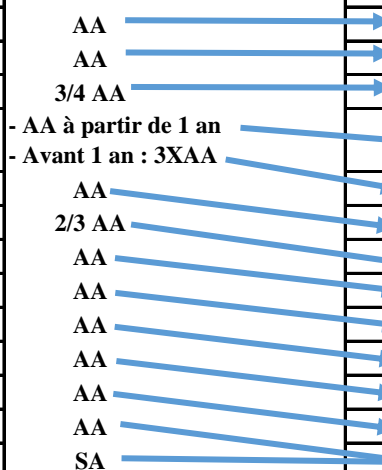 AA
AA
3/4 AA
- AA à partir de 1 an
- Avant 1 an : 3XAA
AA
2/3 AA
AA
AA
AA
AA
AA
AA
SA